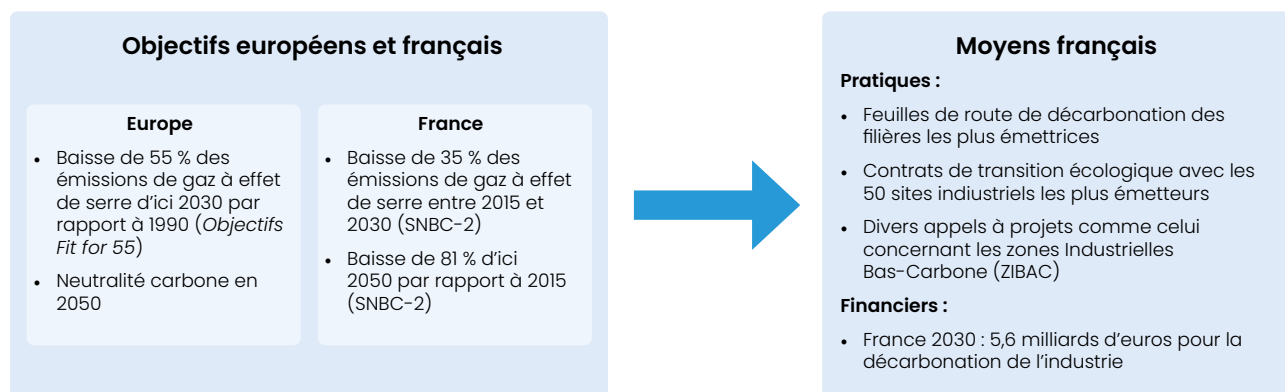 Objectifs européens et français
Europe
• Baisse de 55 % des
émissions de gaz à effet
de serre d’ici 2030 par
rapport à 1990 (Objectifs
Fit for 55)
• Neutralité carbone en
2050
France
• Baisse de 35 % des
émissions de gaz à effet
de serre entre 2015 et
2030 (SNBC-2)
• Baisse de 81 % d’ici
2050 par rapport à 2015
(SNBC-2)
Moyens français
Pratiques :
• Feuilles de route de décarbonation des
filières les plus émettrices
• Contrats de transition écologique avec les
50 sites indiustriels les plus émetteurs
• Divers appels à projets comme celui
concernant les zones Industrielles
Bas-Carbone (ZIBAC)
Financiers :
• France 2030 : 5,6 milliards d’euros pour la
décarbonation de l’industrie